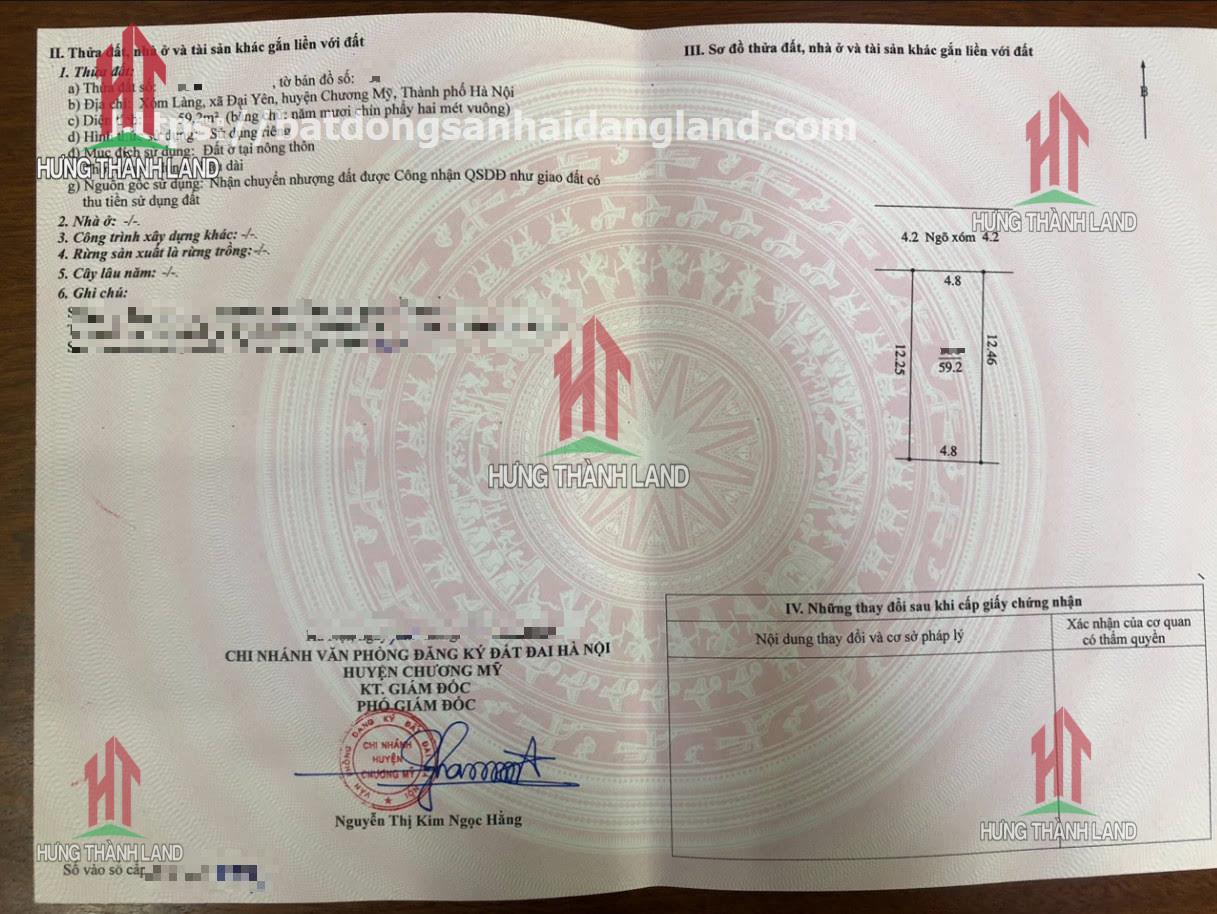 II. Thửa đất, nhà ở và tài sản khác gắn liền với đất
1. Thửa đất:
a) Thửa đất số: , tờ bản đồ số:
b) Địa chỉ: Xóm Làng, xã Đại Yên, huyện Chương Mỹ, Thành phố Hà Nội
c) Diện 59,2m², (bằng chữ: năm mươi chín phẩy hai mét vuông)
d) Hình thức sử dụng: Sử dụng riêng
đ) Mục đích sử dụng: Đất ở tại nông thôn
dài
g) Nguồn gốc sử dụng: Nhận chuyển nhượng đất được Công nhận QSDĐ như giao đất có
thu tiền sử dụng đất
2. Nhà ở: -/-.
3. Công trình xây dựng khác: -/-.
4. Rừng sản xuất là rừng trồng: -/-.
5. Cây lâu năm: -/-.
6. Ghi chú:
CHI NHÁNH VĂN PHÒNG ĐĂNG KÝ ĐẤT ĐAI HÀ NỘI
HUYỆN CHƯƠNG MỸ
KT. GIÁM ĐỐC
PHÓ GIÁM ĐỐC
VĂN PHÒNG ĐĂNG KÝ ĐẤT ĐAI HÀ NỘI
CHI NHÁNH
HUYỆN
CHƯƠNG MỸ
Nguyễn Thị Kim Ngọc Hằng
Số vào sổ cấp
III. Sơ đồ thửa đất, nhà ở và tài sản khác gắn liền với đất
B
4.2 Ngõ xóm 4.2
4.8
12.25
12.46
59.2
4.8
IV. Những thay đổi sau khi cấp giấy chứng nhận
Nội dung thay đổi và cơ sở pháp lý
Xác nhận của cơ quan
có thẩm quyền
https://batdongsanhaidangland.com
HƯNG THỊNH LAND
HƯNG THÀNH LAND
HƯNG THÀNH LAND
HƯNG THÀNH LAND
HƯNG THÀNH LAND